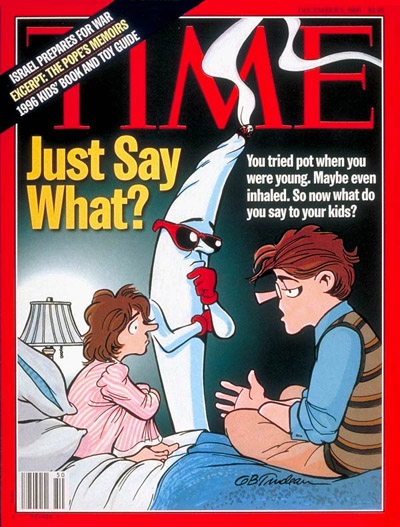 ISRAEL PREPARES FOR WAR
EXCERPT: THE POPE'S MEMOIRS
1996 KIDS' BOOK AND TOY GUIDE
TIME
Just Say
What?
You tried pot when you
were young. Maybe even
inhaled. So now what do
you say to your kids?
50
GBTrudeau